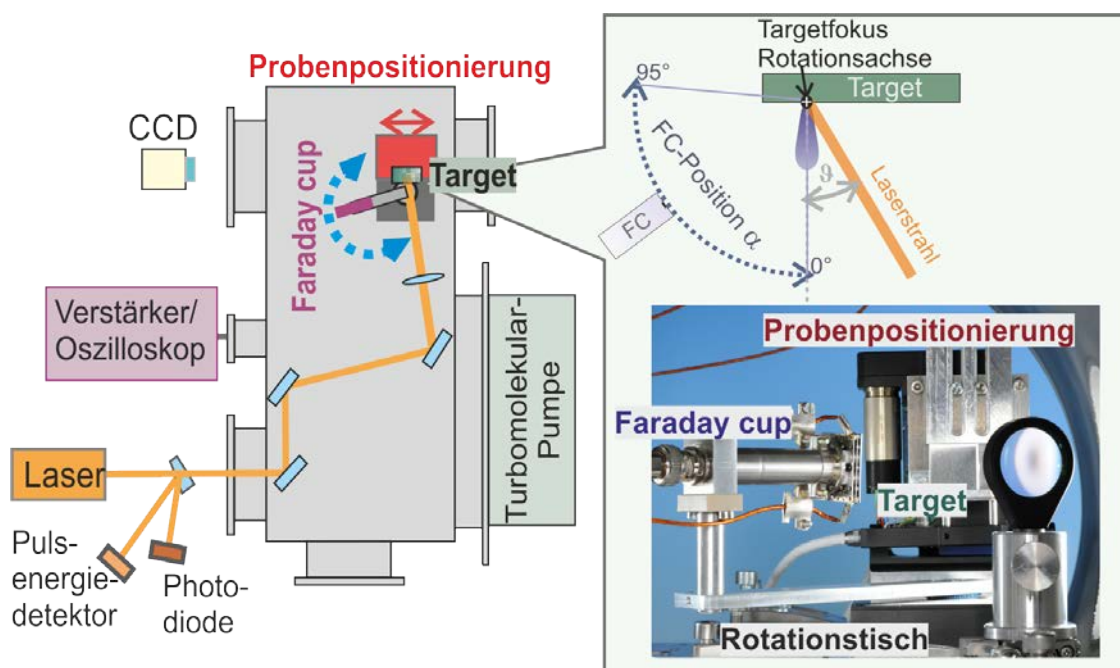 Probenpositionierung
CCD
Faraday cup
Target
Verstärker/
Oszilloskop
Turbomolekular-
Pumpe
Laser
Puls-
energie-
detektor
Photo-
diode
Targetfokus
Rotationsachse
Target
95°
FC-Position α
FC
ϑ
Laserstrahl
0°
Probenpositionierung
Faraday cup
Target
Rotationstisch